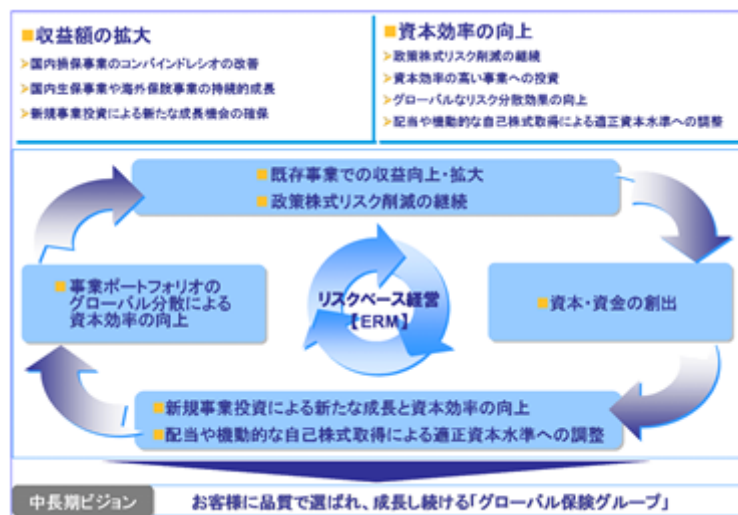 ■収益額の拡大
➢国内損保事業のコンバインドレシオの改善
➢国内生保事業や海外保険事業の持続的成長
➢新規事業投資による新たな成長機会の確保
■資本効率の向上
➢政策株式リスク削減の継続
➢資本効率の高い事業への投資
➢グローバルなリスク分散効果の向上
➢配当や機動的な自己株式取得による適正資本水準への調整
■既存事業での収益向上・拡大
■政策株式リスク削減の継続
■事業ポートフォリオの
グローバル分散による
資本効率の向上
リスクベース経営
【ERM】
■資本・資金の創出
■新規事業投資による新たな成長と資本効率の向上
■配当や機動的な自己株式取得による適正資本水準への調整
中長期ビジョン
お客様に品質で選ばれ、成長し続ける「グローバル保険グループ」